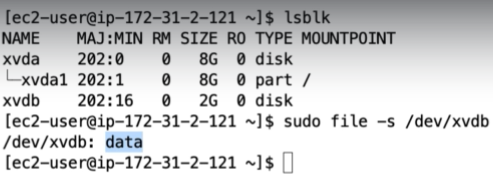 [ec2-user@ip-172-31-2-121 ~]$ lsblk
NAME    MAJ:MIN RM SIZE RO TYPE MOUNTPOINT
xvda    202:0    0   8G  0 disk
└─xvda1 202:1    0   8G  0 part /
xvdb    202:16   0   2G  0 disk
[ec2-user@ip-172-31-2-121 ~]$ sudo file -s /dev/xvdb
/dev/xvdb: data
[ec2-user@ip-172-31-2-121 ~]$